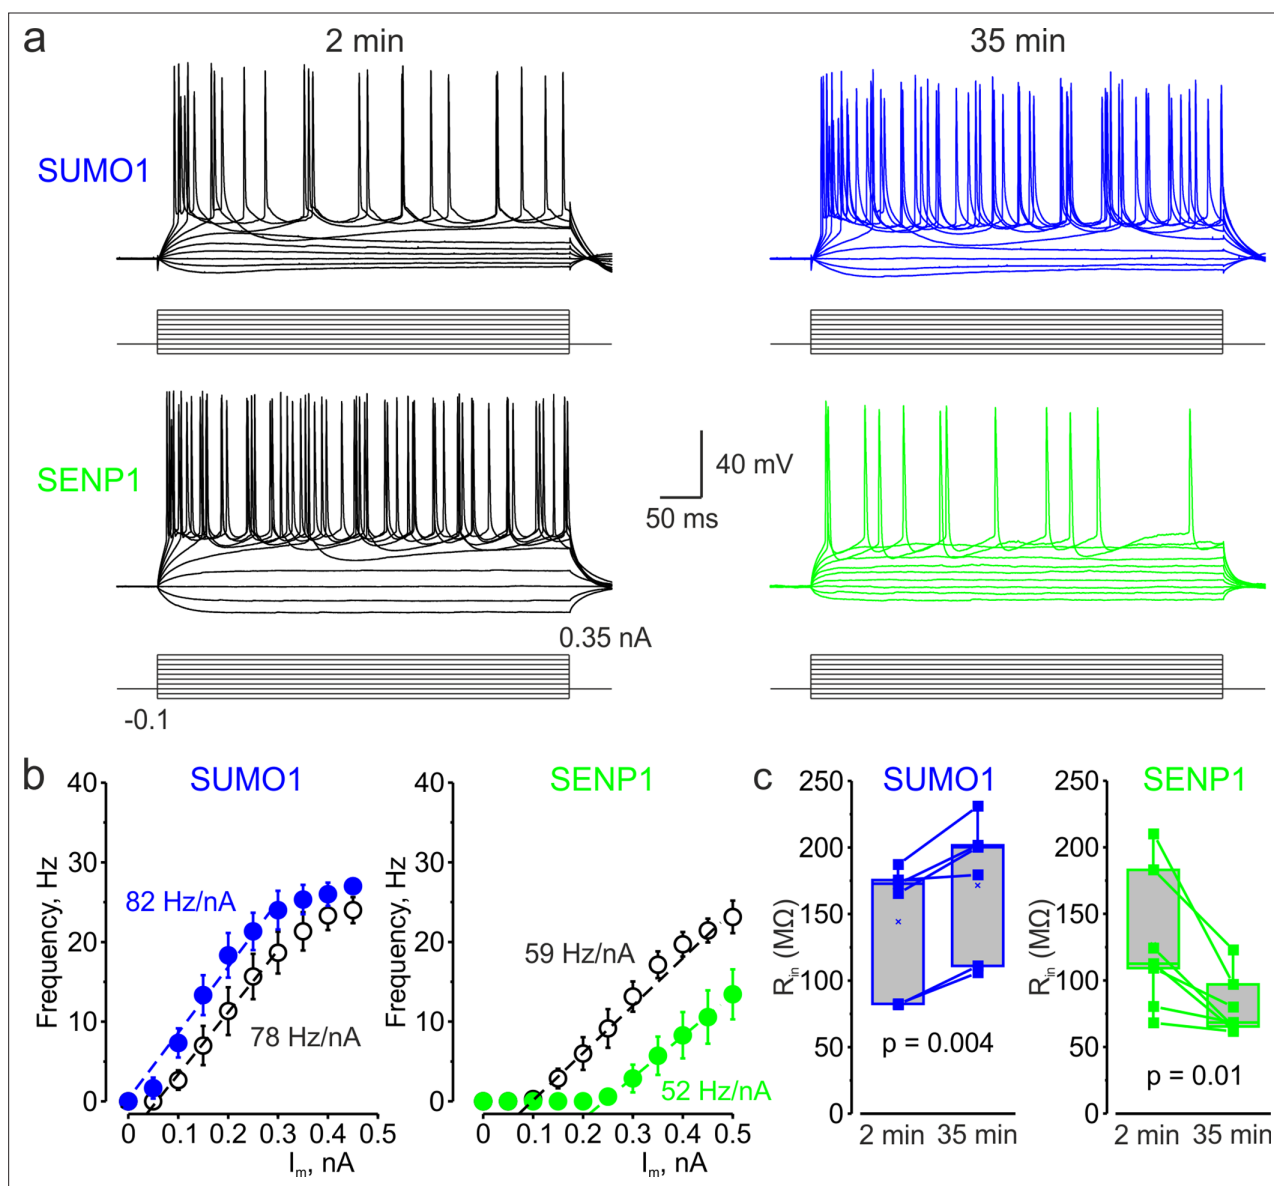 a
2 min
35 min
SUMO1
SENP1
40 mV
50 ms
0.35 nA
-0.1
b
SUMO1
SENP1
c
SUMO1
SENP1
Frequency, Hz
40
30
20
10
0
82 Hz/nA
78 Hz/nA
0 0.1 0.2 0.3 0.4 0.5
Im, nA
Frequency, Hz
40
30
20
10
0
59 Hz/nA
52 Hz/nA
0 0.1 0.2 0.3 0.4 0.5
Im, nA
Rin (MΩ)
250
200
150
100
50
0
p = 0.004
2 min 35 min
Rin (MΩ)
250
200
150
100
50
0
p = 0.01
2 min 35 min